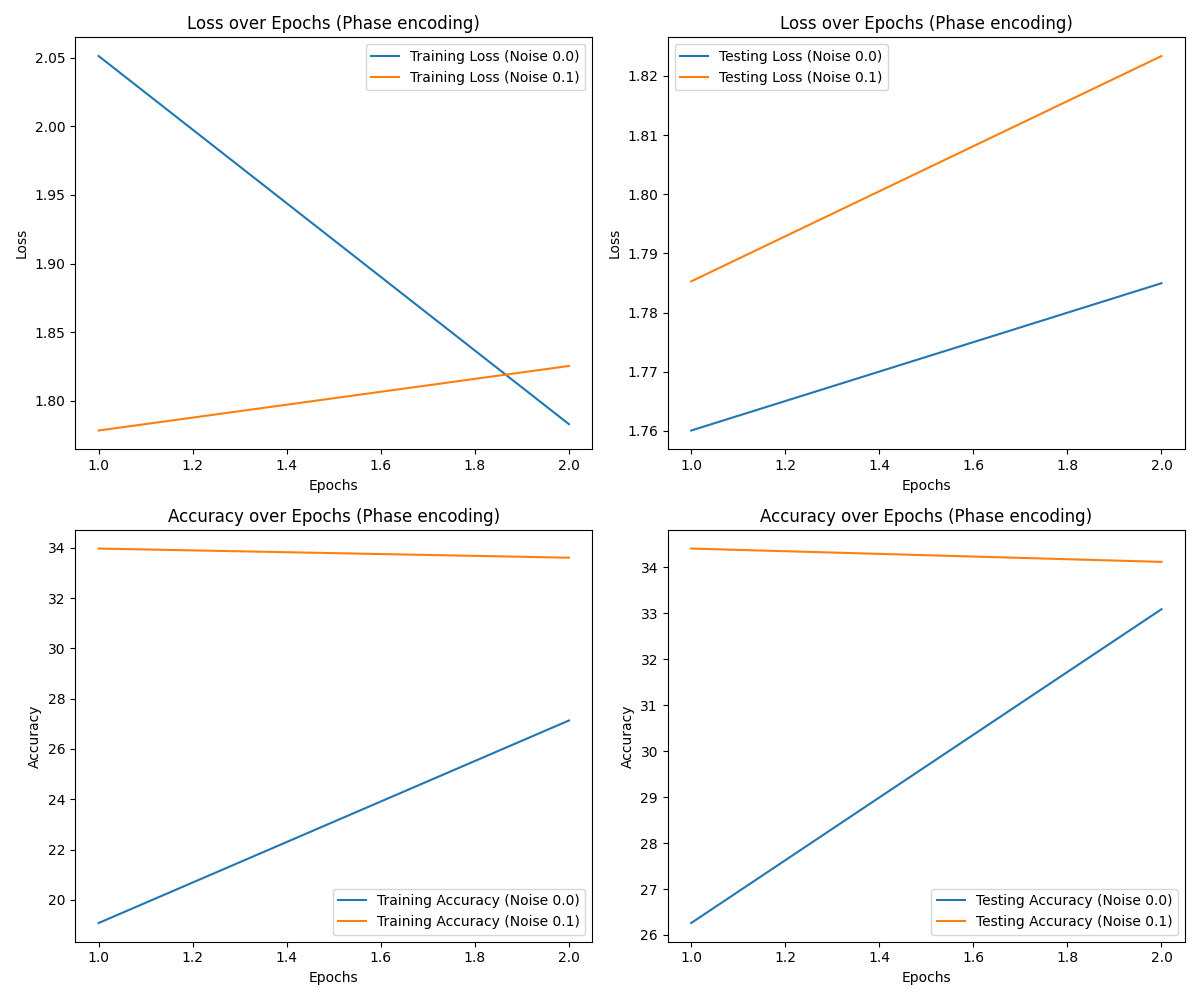 Loss over Epochs (Phase encoding)
Training Loss (Noise 0.0)
Training Loss (Noise 0.1)
2.05
2.00
1.95
1.90
1.85
1.80
Loss
1.0 1.2 1.4 1.6 1.8 2.0
Epochs
Loss over Epochs (Phase encoding)
Testing Loss (Noise 0.0)
Testing Loss (Noise 0.1)
1.82
1.81
1.80
1.79
1.78
1.77
1.76
Loss
1.0 1.2 1.4 1.6 1.8 2.0
Epochs
Accuracy over Epochs (Phase encoding)
34
32
30
28
26
24
22
20
Accuracy
Training Accuracy (Noise 0.0)
Training Accuracy (Noise 0.1)
1.0 1.2 1.4 1.6 1.8 2.0
Epochs
Accuracy over Epochs (Phase encoding)
34
33
32
31
30
29
28
27
26
Accuracy
Testing Accuracy (Noise 0.0)
Testing Accuracy (Noise 0.1)
1.0 1.2 1.4 1.6 1.8 2.0
Epochs